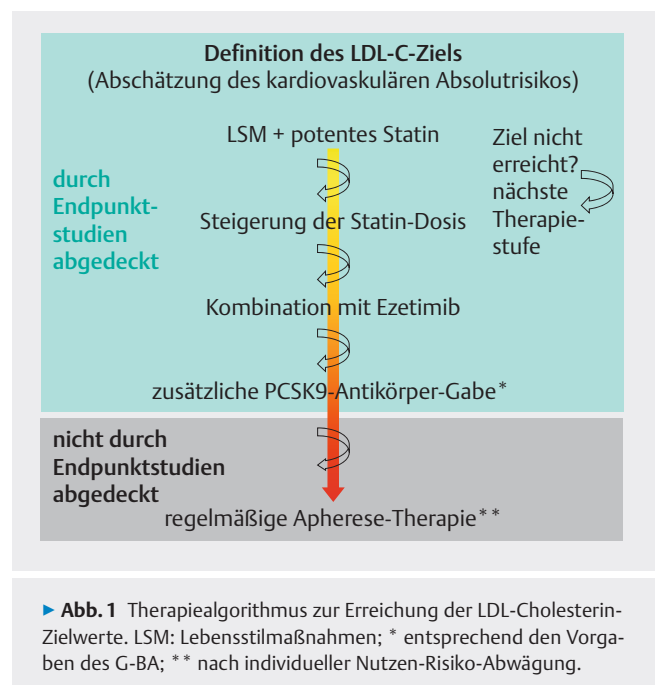 Definition des LDL-C-Ziels
(Abschätzung des kardiovaskulären Absolutrisikos)
LSM + potentes Statin
Ziel nicht
erreicht?
nächste
Therapie-
stufe
durch
Endpunkt-
studien
abgedeckt
Steigerung der Statin-Dosis
Kombination mit Ezetimib
zusätzliche PCSK9-Antikörper-Gabe*
nicht durch
Endpunktstudien
abgedeckt
regelmäßige Apherese-Therapie**
► Abb. 1 Therapiealgorithmus zur Erreichung der LDL-Cholesterin-
Zielwerte. LSM: Lebensstilmaßnahmen; * entsprechend den Vorga-
ben des G-BA; ** nach individueller Nutzen-Risiko-Abwägung.